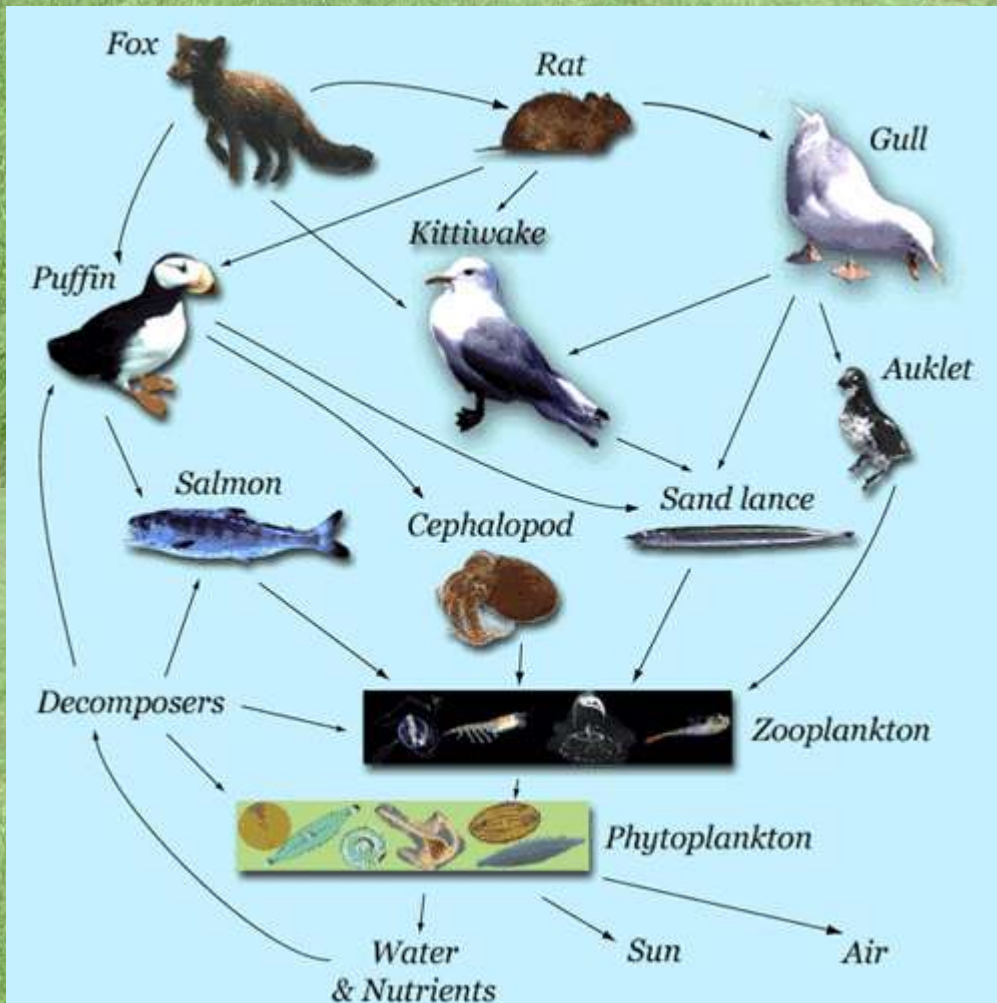 Fox
Rat
Gull
Kittiwake
Puffin
Auklet
Salmon
Sand lance
Cephalopod
Decomposers
Zooplankton
Phytoplankton
Water
& Nutrients
Sun
Air